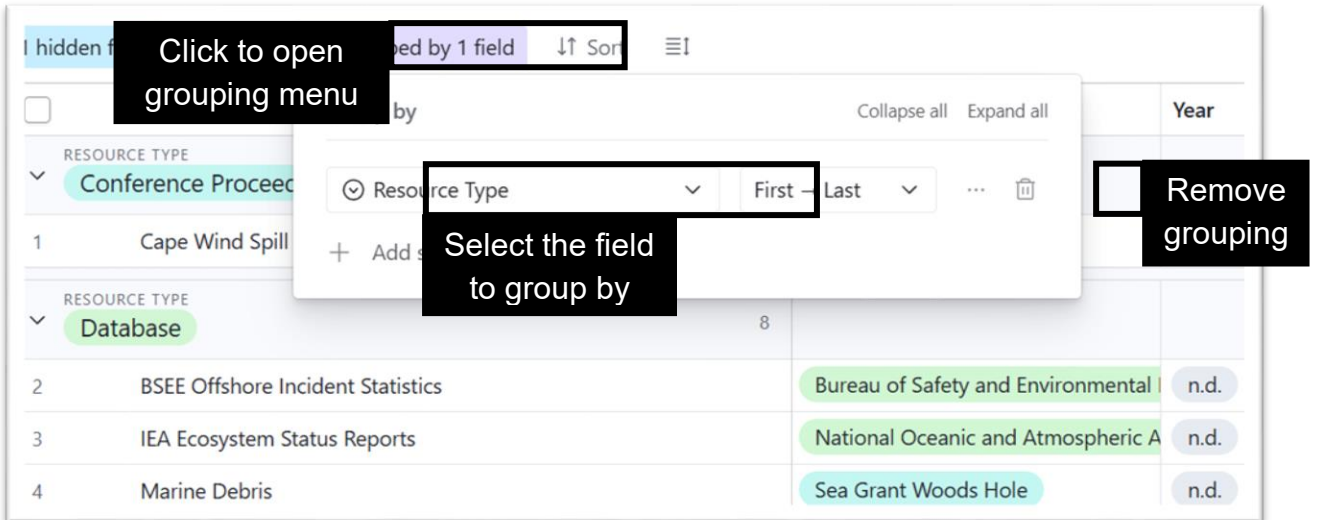 hidden
Click to open
grouping menu
by 1 field
Sort
by
Collapse all
Expand all
Year
RESOURCE TYPE
Conference
Resource Type
First → Last
Remove
grouping
1
Cape Wind Spill
Add
Select the field
to group by
RESOURCE TYPE
Database
8
2
BSEE Offshore Incident Statistics
Bureau of Safety and Environmental
n.d.
3
IEA Ecosystem Status Reports
National Oceanic and Atmospheric A
n.d.
4
Marine Debris
Sea Grant Woods Hole
n.d.